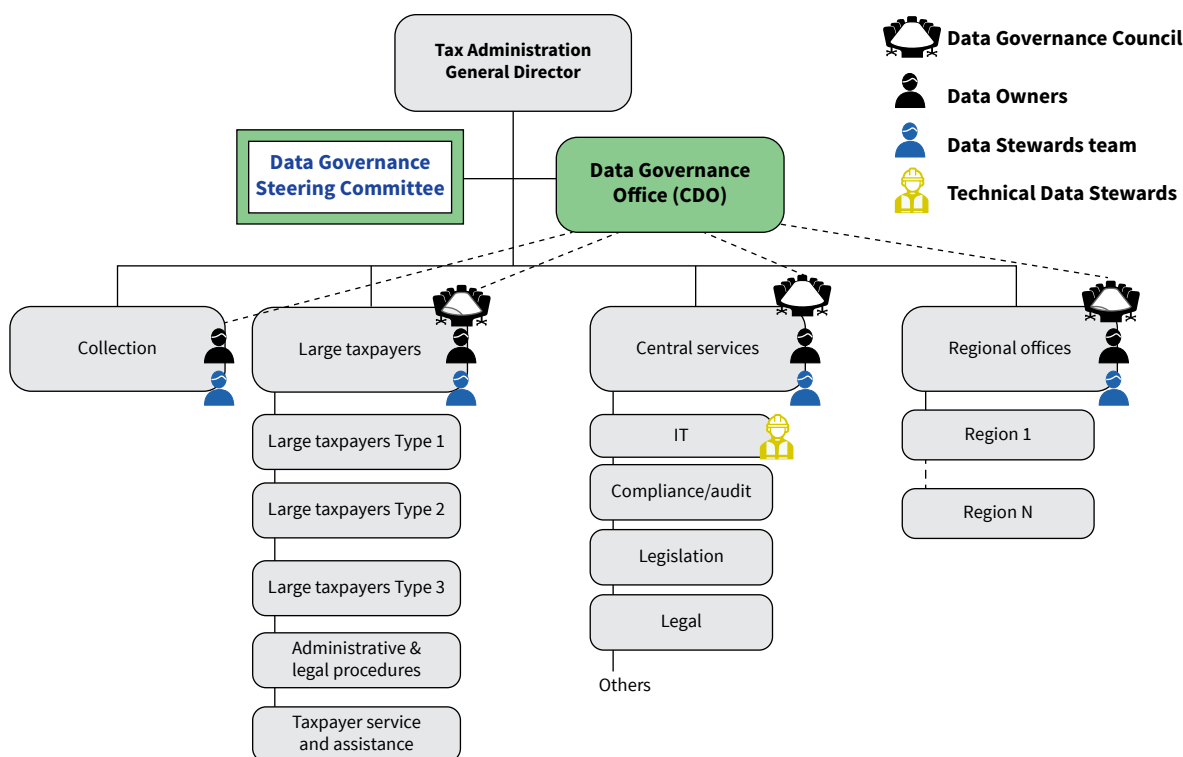 Tax Administration
General Director
Data Governance Council
Data Owners
Data Stewards team
Technical Data Stewards
Data Governance
Steering Committee
Data Governance
Office (CDO)
Collection
Large taxpayers
Central services
Regional offices
Large taxpayers Type 1
Large taxpayers Type 2
Large taxpayers Type 3
Administrative &
legal procedures
Taxpayer service
and assistance
IT
Compliance/audit
Legislation
Legal
Others
Region 1
Region N